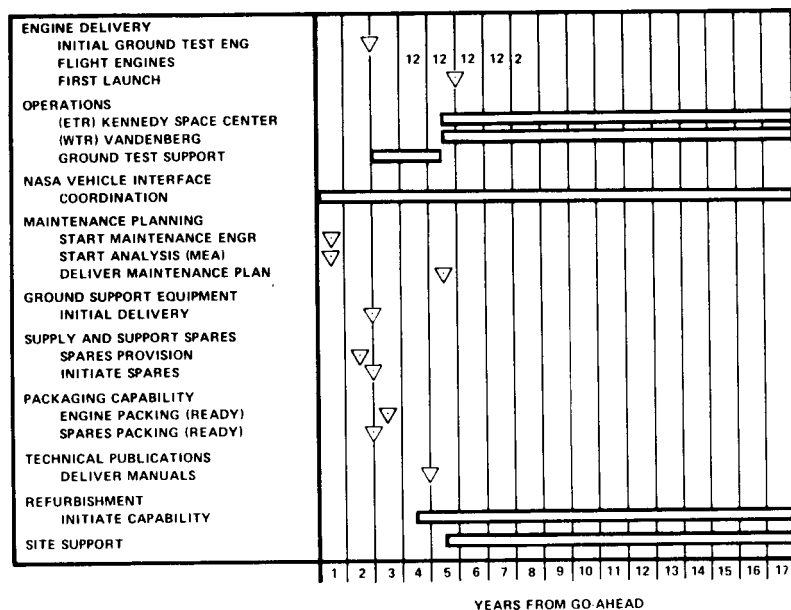 ENGINE DELIVERY
INITIAL GROUND TEST ENG
FLIGHT ENGINES 12 12 12 12 2
FIRST LAUNCH
OPERATIONS
(ETR) KENNEDY SPACE CENTER
(WTR) VANDENBERG
GROUND TEST SUPPORT
NASA VEHICLE INTERFACE
COORDINATION
MAINTENANCE PLANNING
START MAINTENANCE ENGR
START ANALYSIS (MEA)
DELIVER MAINTENANCE PLAN
GROUND SUPPORT EQUIPMENT
INITIAL DELIVERY
SUPPLY AND SUPPORT SPARES
SPARES PROVISION
INITIATE SPARES
PACKAGING CAPABILITY
ENGINE PACKING (READY)
SPARES PACKING (READY)
TECHNICAL PUBLICATIONS
DELIVER MANUALS
REFURBISHMENT
INITIATE CAPABILITY
SITE SUPPORT
1 2 3 4 5 6 7 8 9 10 11 12 13 14 15 16 17
YEARS FROM GO-AHEAD